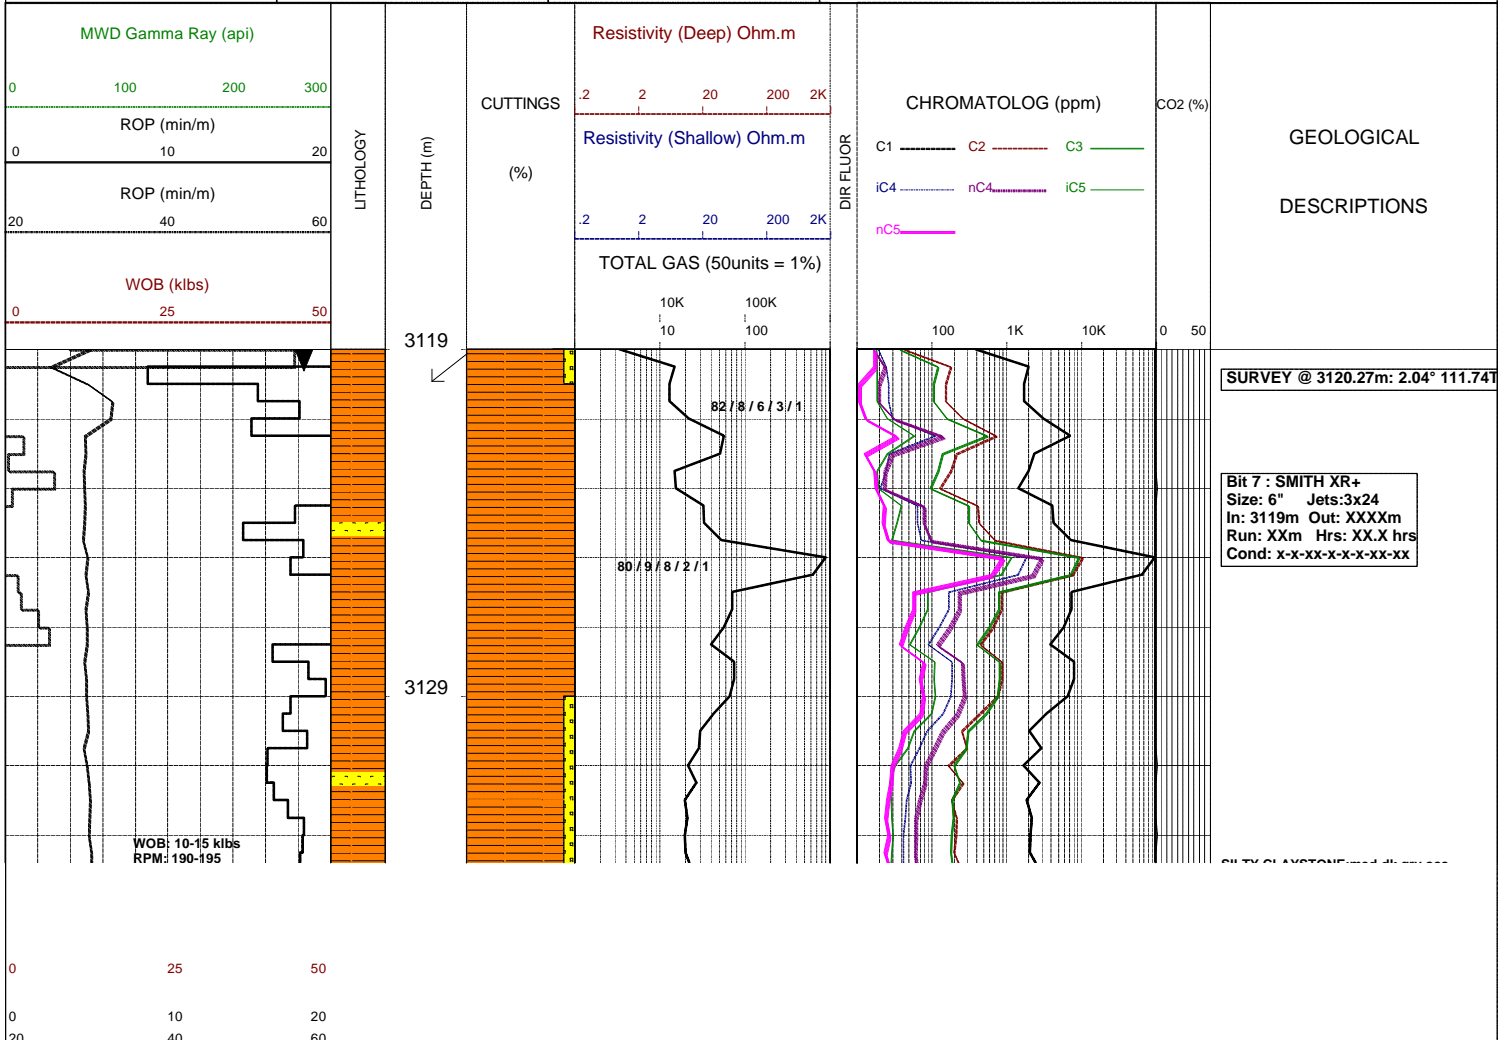 MWD Gamma Ray (api)
0 100 200 300
ROP (min/m)
0 10 20
ROP (min/m)
20 40 60
WOB (klbs)
0 25 50
LITHOLOGY
DEPTH (m)
CUTTINGS
(%)
Resistivity (Deep) Ohm.m
.2 2 20 200 2K
Resistivity (Shallow) Ohm.m
.2 2 20 200 2K
TOTAL GAS (50units = 1%)
10K 100K
10 100
DIR FLUOR
CHROMATOLOG (ppm)
C1 C2 C3
iC4 nC4 iC5
nC5
100 1K 10K
CO2 (%)
0 50
GEOLOGICAL
DESCRIPTIONS
3119
SURVEY @ 3120.27m: 2.04° 111.74T
82 / 8 / 6 / 3 / 1
Bit 7 : SMITH XR+
Size: 6" Jets:3x24
In: 3119m Out: XXXXm
Run: XXm Hrs: XX.X hrs
Cond: x-x-xx-x-x-x-xx-xx
80 / 9 / 8 / 2 / 1
3129
WOB: 10-15 klbs
RPM: 190-195
0 25 50
0 10 20
20 40 60